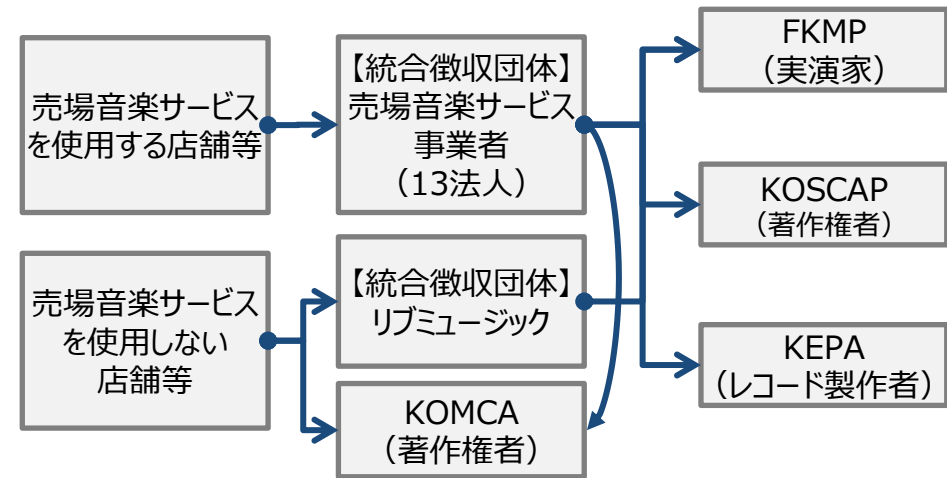 売場音楽サービス
を使用する店舗等
【統合徴収団体】
売場音楽サービス
事業者
（13法人）
FKMP
（実演家）
KOSCAP
（著作権者）
売場音楽サービス
を使用しない
店舗等
【統合徴収団体】
リブミュージック
KOMCA
（著作権者）
KEPA
（レコード製作者）